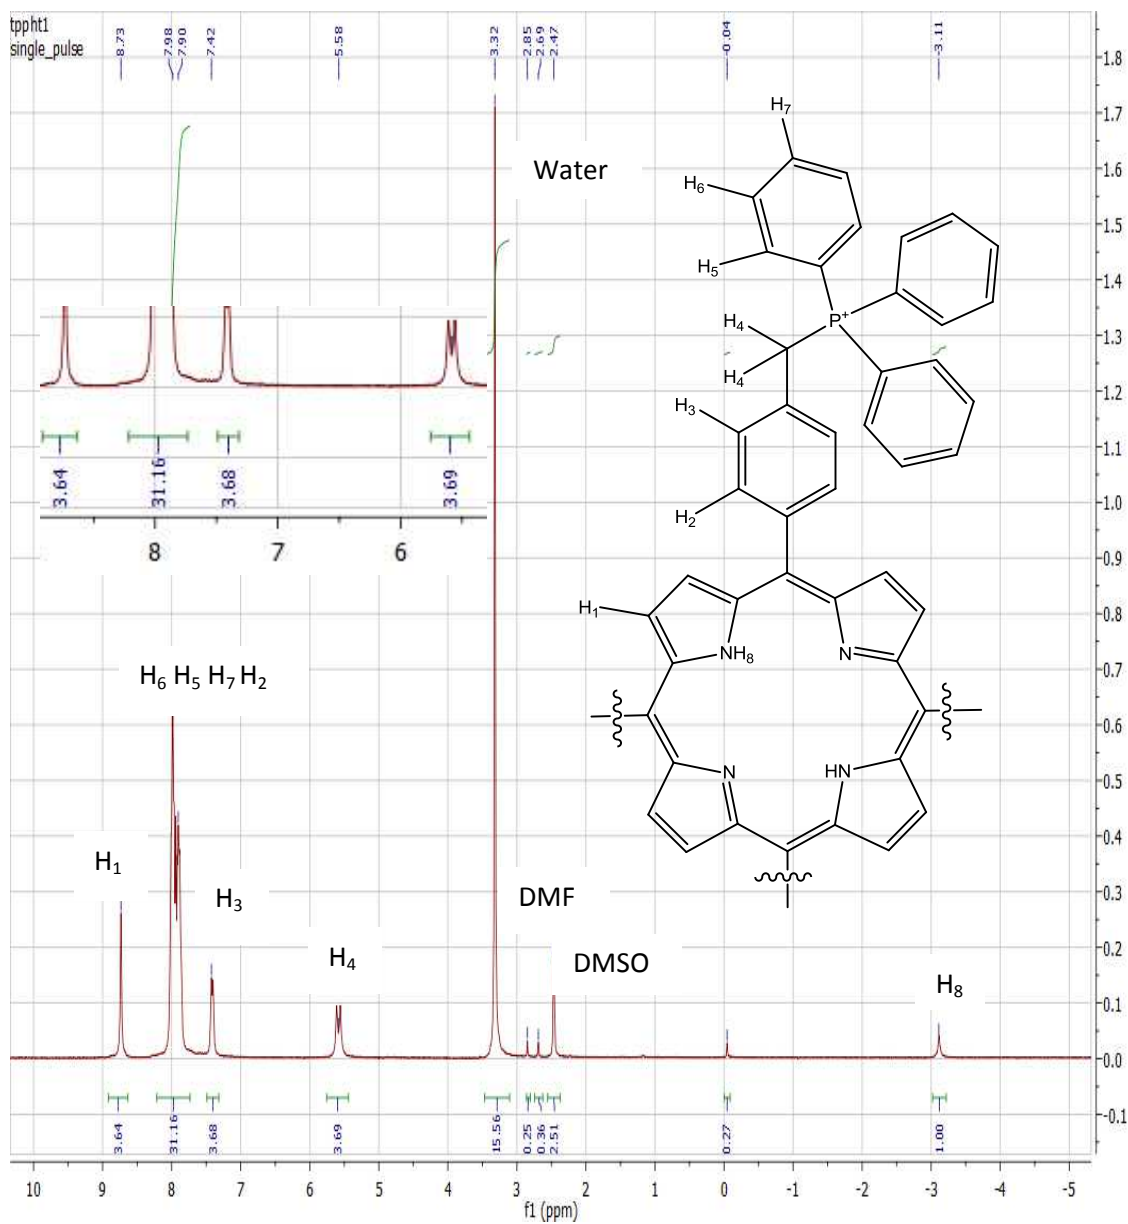 tppht1
single_pulse
8.73
7.98
7.90
7.42
5.58
3.32
2.85
2.69
2.47
-0.04
-3.11
1.8
1.7
1.6
1.5
1.4
1.3
1.2
1.1
1.0
0.9
0.8
0.7
0.6
0.5
0.4
0.3
0.2
0.1
0.0
-0.1
Water
H7
H6
H5
P+
H4
H4
H3
H2
H1
NH8
N
N
HN
3.64
31.16
3.68
3.69
8 7 6
H6 H5 H7 H2
H1
H3
H4
DMF
DMSO
H8
3.64
31.16
3.68
3.69
15.56
0.25
0.36
2.51
0.27
1.00
10 9 8 7 6 5 4 3 2 1 0 -1 -2 -3 -4 -5
f1 (ppm)